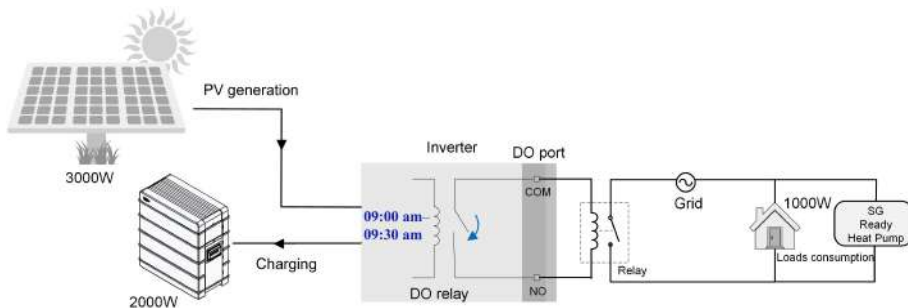 PV generation
3000W
Inverter
DO port
COM
09:00 am
09:30 am
Charging
2000W
DO relay
NO
Relay
Grid
1000W
Loads consumption
SG
Ready
Heat Pump